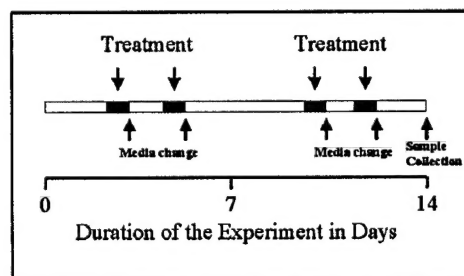 Treatment Treatment
Media change Media change Sample
Collection
0 7 14
Duration of the Experiment in Days